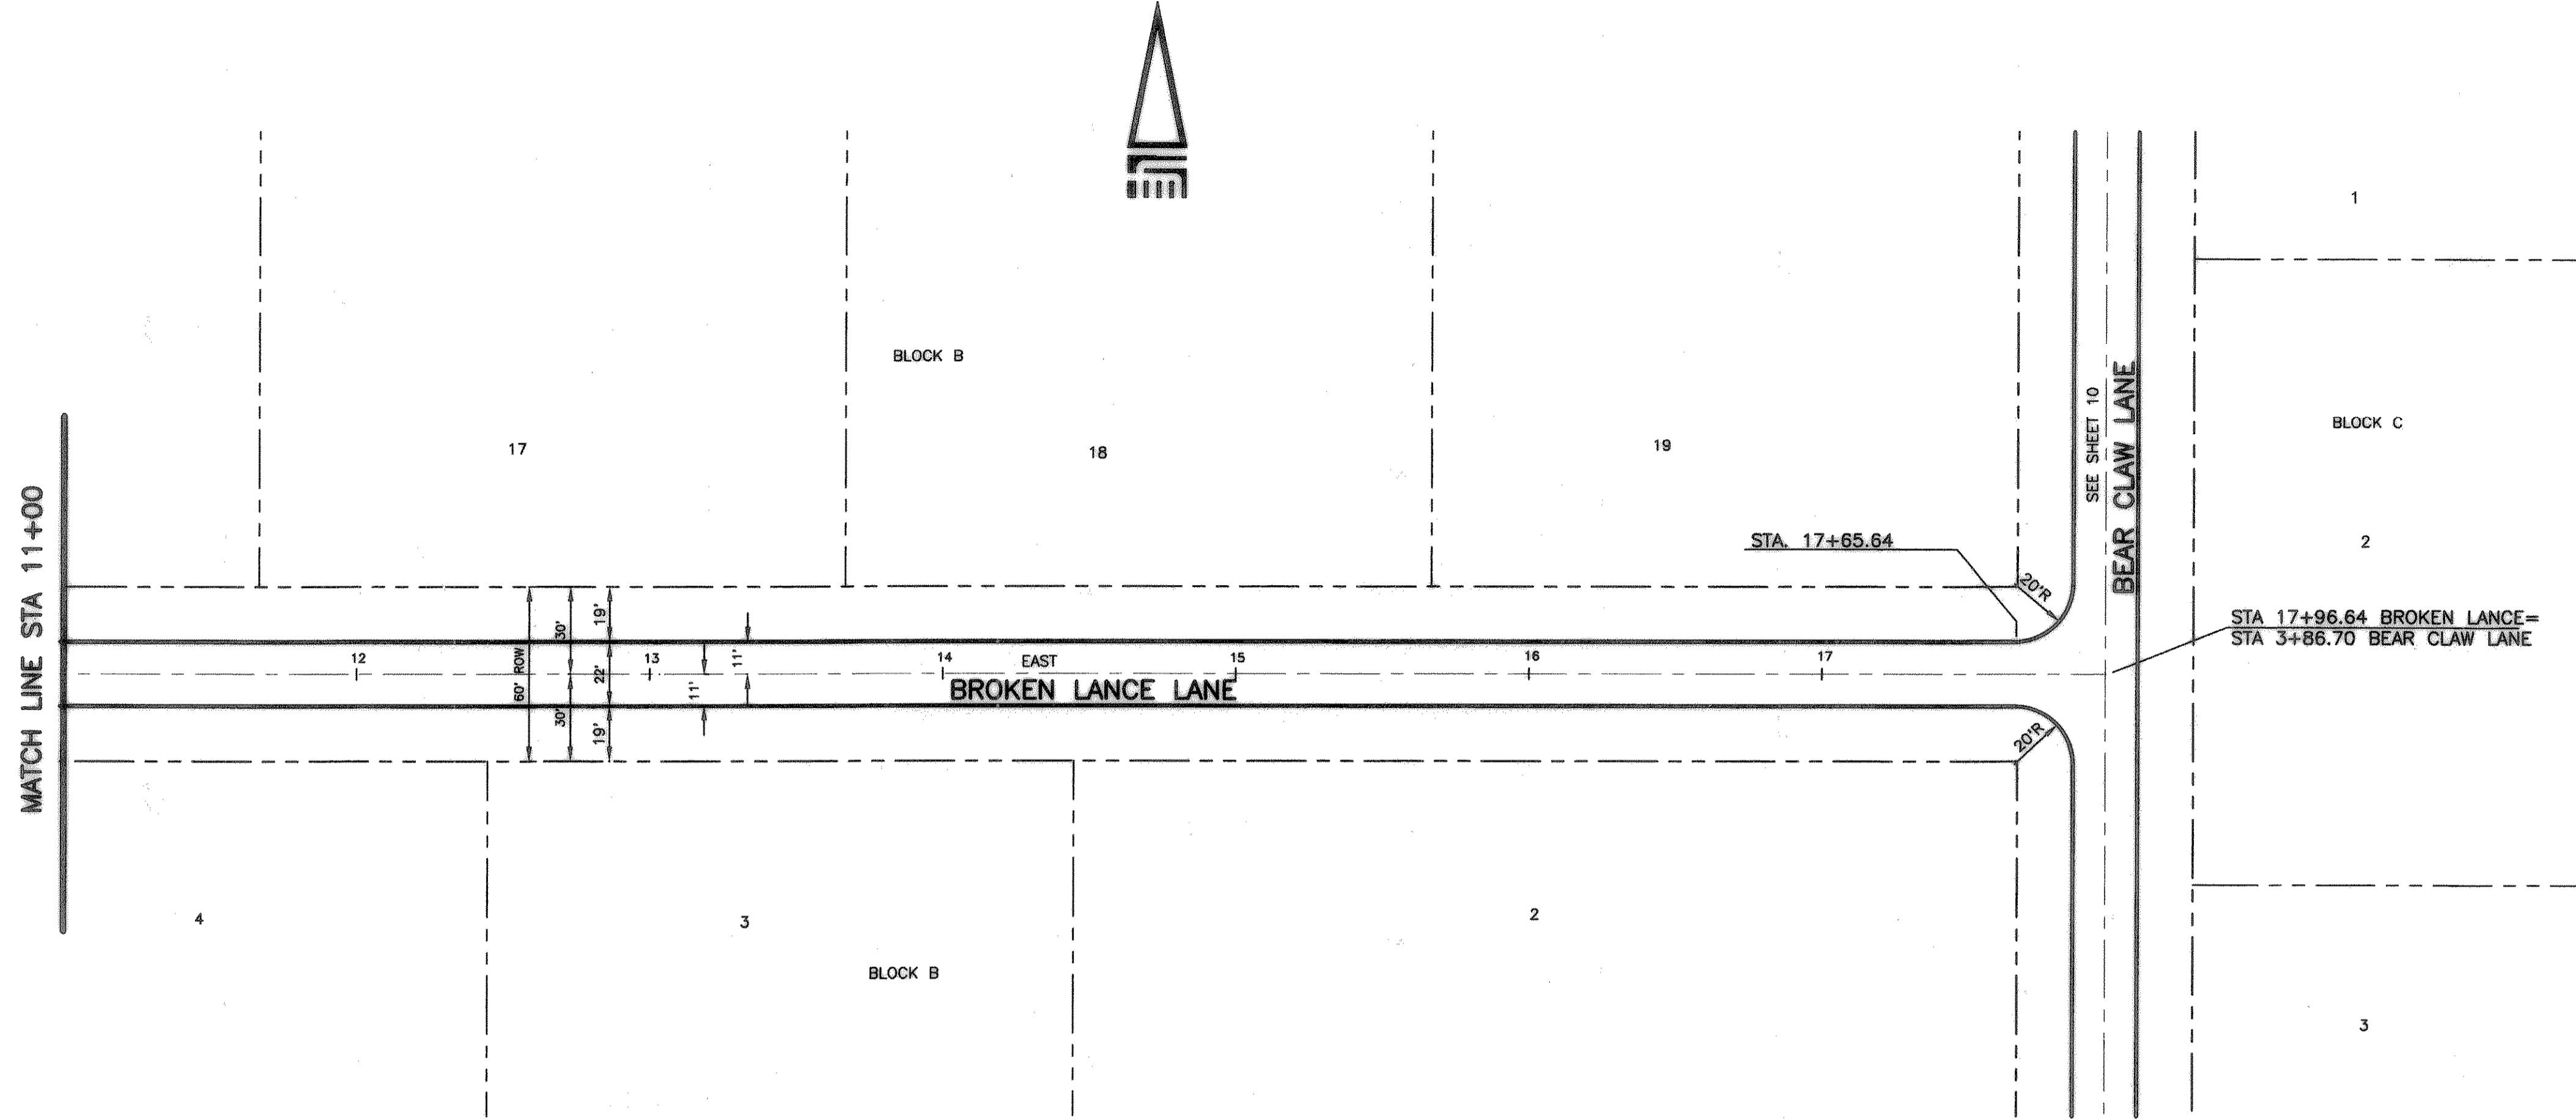 1
BLOCK B
BLOCK C
SEE SHEET 10
BEAR CLAW LANE
17
18
19
2
MATCH LINE STA 11+00
STA. 17+65.64
20'R
STA 17+96.64 BROKEN LANCE=
STA 3+86.70 BEAR CLAW LANE
60' ROW
30'
19'
22'
11'
11'
30'
19'
12
13
14
EAST
15
16
17
BROKEN LANCE LANE
20'R
4
3
2
BLOCK B
3